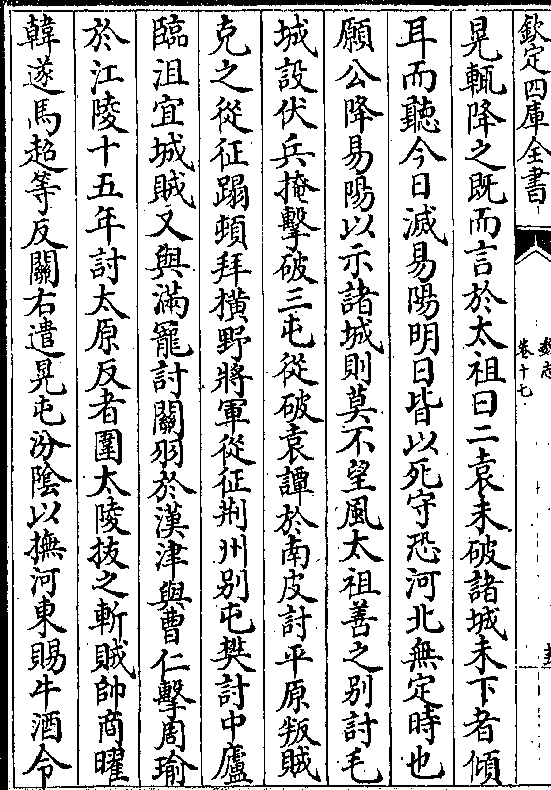 欽定四庫全書
魏志
卷十七
晃輒降之既而言於太祖曰二袁未破諸城未下者傾
耳而聽今日滅易陽明日皆以死守恐河北無定時也
願公降易陽以示諸城則莫不望風太祖善之别討毛
城設伏兵掩擊破三屯從破袁譚於南皮討平原叛賊
克之從征蹋頓拜橫野將軍從征荆州别屯樊討中廬
臨沮宜城賊又與滿寵討關羽於漢津與曹仁擊周瑜
於江陵十五年討太原反者圍太陵拔之斬賊帥商曜
韓遂馬超等反關右遣晃屯汾陰以撫河東賜牛酒令